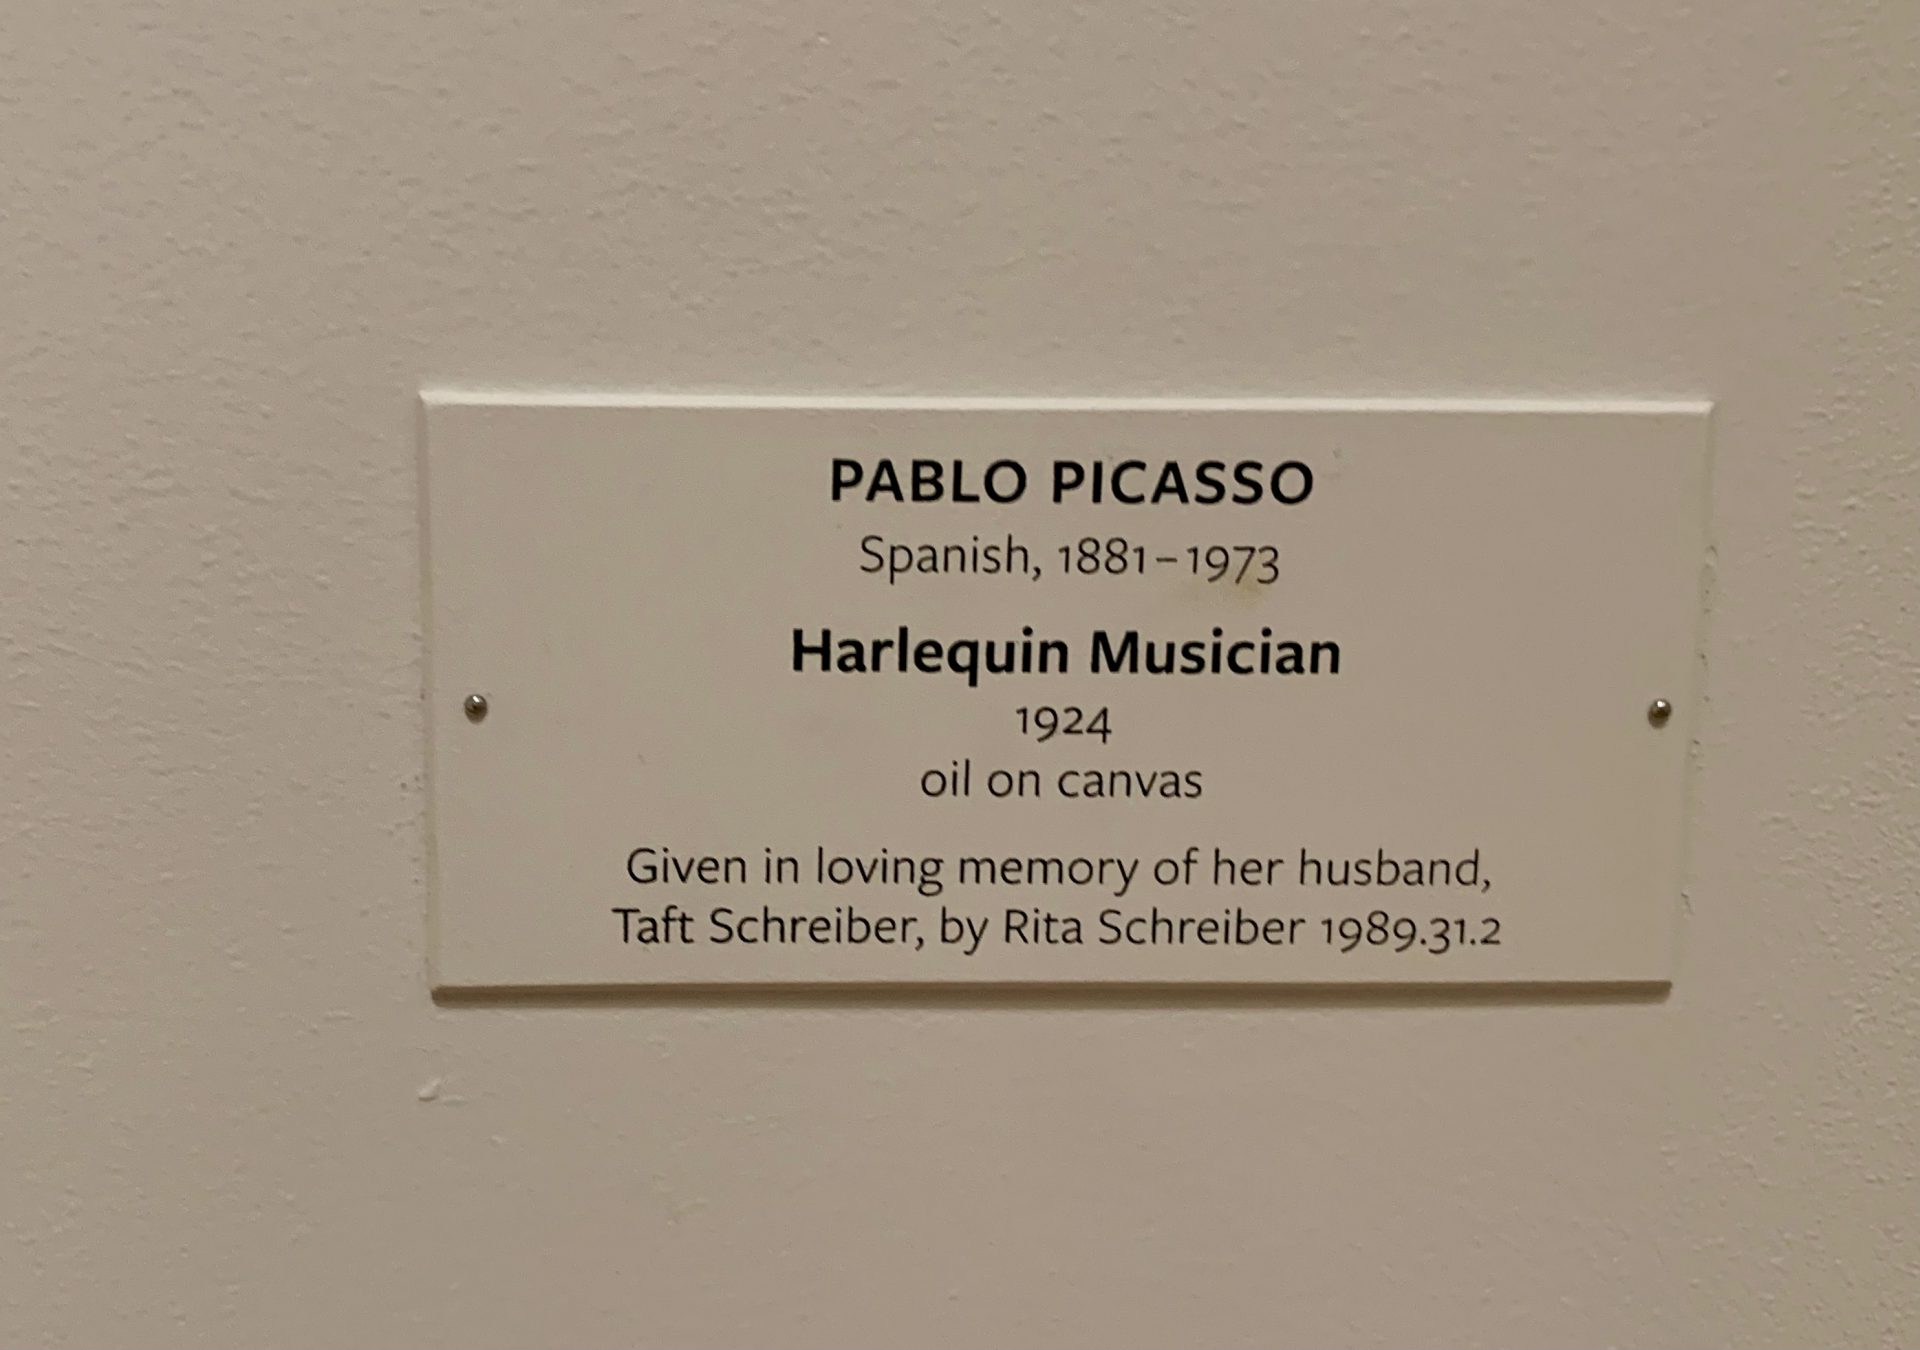 PABLO PICASSO
Spanish, 1881–1973
Harlequin Musician
1924
oil on canvas
Given in loving memory of her husband,
Taft Schreiber, by Rita Schreiber 1989.31.2